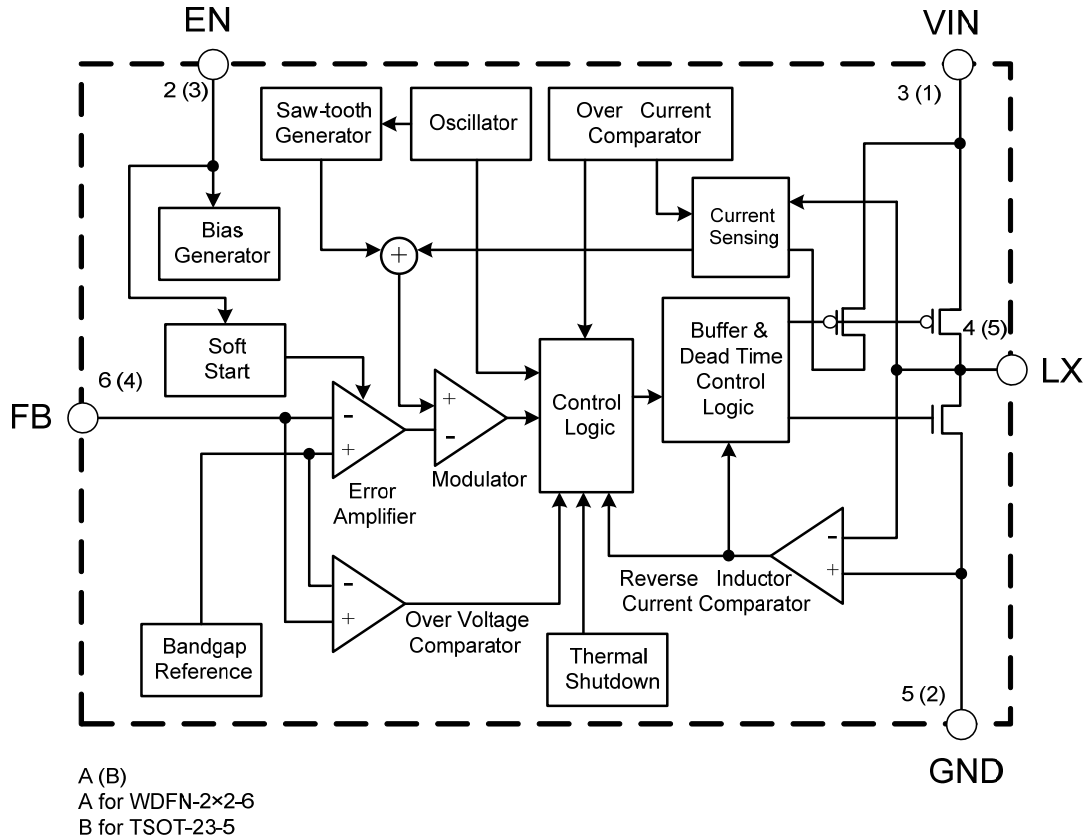 EN
VIN
2 (3)
3 (1)
Saw-tooth
Generator
Oscillator
Over Current
Comparator
Bias
Generator
+
Current
Sensing
Soft
Start
Buffer &
Dead Time
Control
Logic
4 (5)
LX
6 (4)
FB
-
+
Error
Amplifier
+
-
Modulator
Control
Logic
-
+
Over Voltage
Comparator
Reverse Inductor
Current Comparator
-
+
Bandgap
Reference
Thermal
Shutdown
5 (2)
GND
A (B)
A for WDFN-2×2-6
B for TSOT-23-5